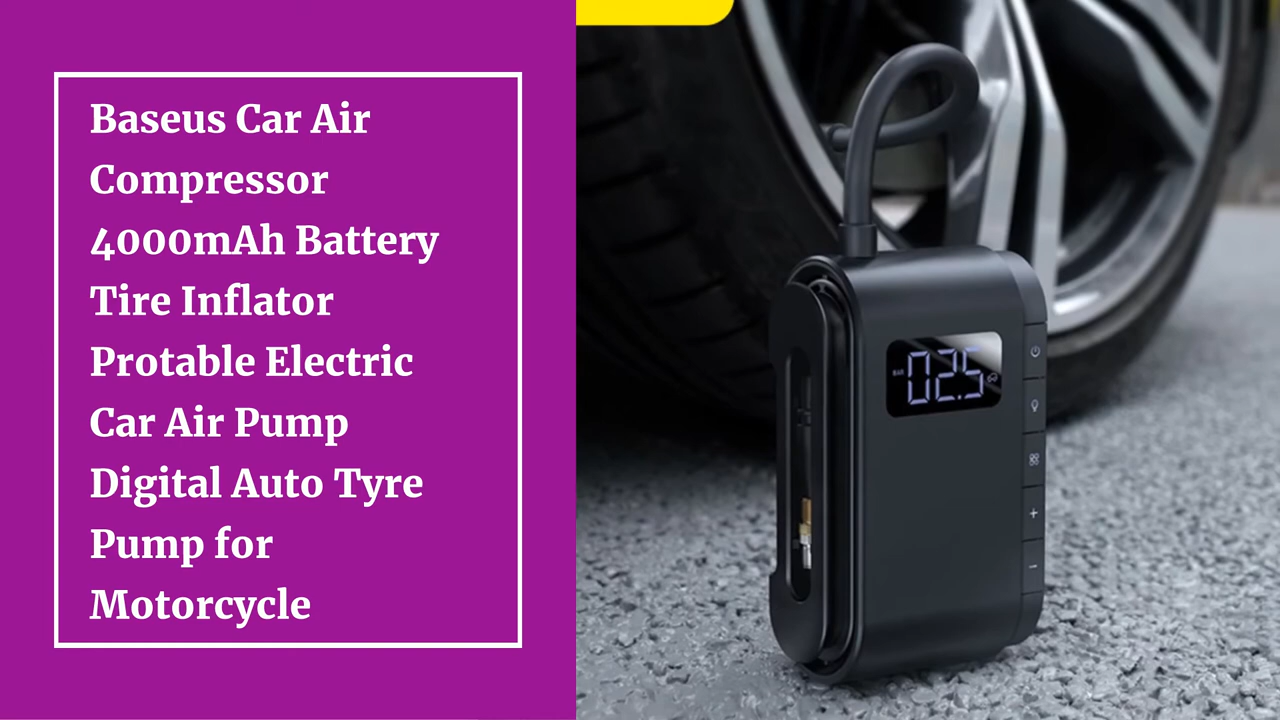 Baseus Car Air
Compressor
4000mAh Battery
Tire Inflator
Protable Electric
Car Air Pump
Digital Auto Tyre
Pump for
Motorcycle
BAR 02.5
+
-